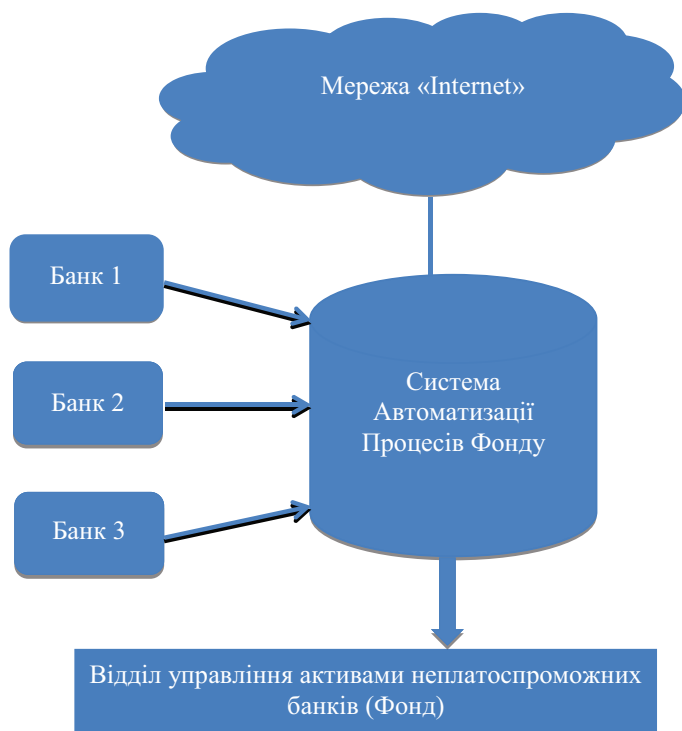 Мережа «Internet»
Банк 1
Банк 2
Банк 3
Система
Автоматизації
Процесів Фонду
Відділ управління активами неплатоспроможних
банків (Фонд)